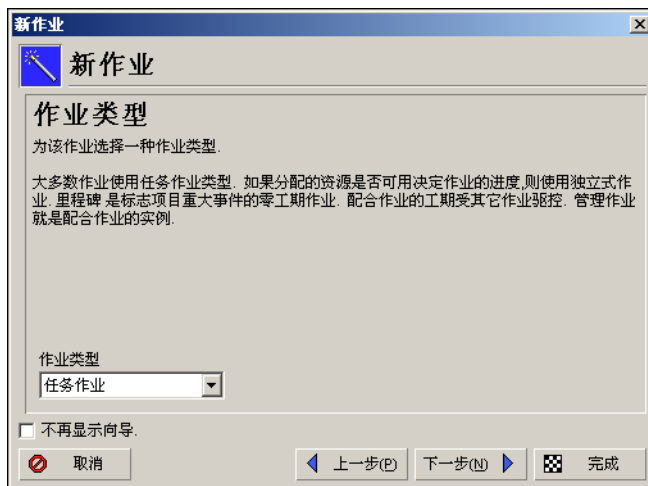 新作业
新作业
作业类型
为该作业选择一种作业类型.
大多数作业使用任务作业类型. 如果分配的资源是否可用决定作业的进度,则使用独立式作
业. 里程碑 是标志项目重大事件的零工期作业. 配合作业的工期受其它作业驱控. 管理作业
就是配合作业的实例.
作业类型
任务作业
不再显示向导.
取消 上一步(P) 下一步(N) 完成